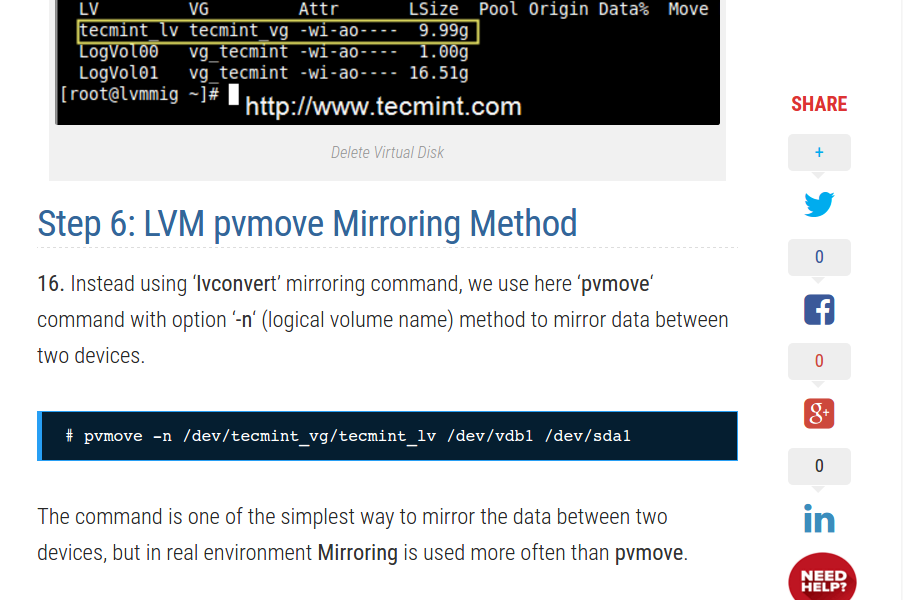 LV VG Attr LSize Pool Origin Data% Move
tecmint_lv tecmint_vg -wi-ao---- 9.99g
LogVol00 vg_tecmint -wi-ao---- 1.00g
LogVol01 vg_tecmint -wi-ao---- 16.51g
[root@lvmmig ~]#
http://www.tecmint.com
Delete Virtual Disk
Step 6: LVM pvmove Mirroring Method
16. Instead using ‘lvconvert’ mirroring command, we use here ‘pvmove‘
command with option ‘-n‘ (logical volume name) method to mirror data between
two devices.
# pvmove -n /dev/tecmint_vg/tecmint_lv /dev/vdb1 /dev/sda1
The command is one of the simplest way to mirror the data between two
devices, but in real environment Mirroring is used more often than pvmove.
SHARE
+
0
0
g+
0
in
NEED
HELP?